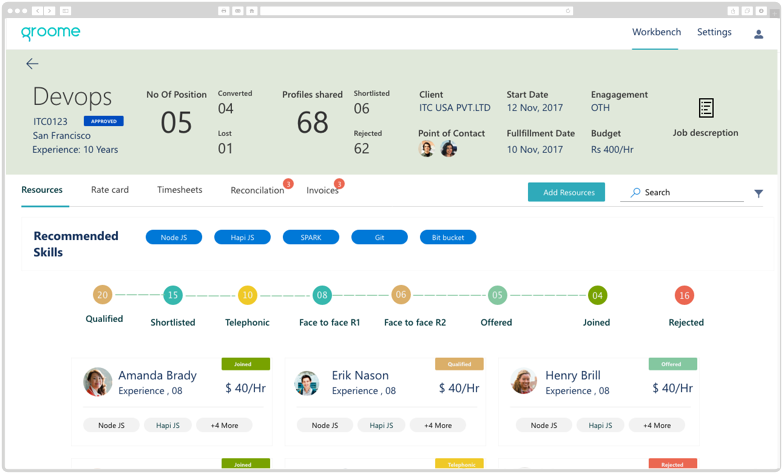 groome
Workbench
Settings
Devops
ITC0123
APPROVED
San Francisco
Experience: 10 Years
No Of Position
05
Converted
04
Lost
01
Profiles shared
68
Shortlisted
06
Rejected
62
Client
ITC USA PVT.LTD
Point of Contact
Start Date
12 Nov, 2017
Fullfillment Date
10 Nov, 2017
Enagagement
OTH
Budget
Rs 400/Hr
Job descreption
Resources
Rate card
Timesheets
Reconcilation
3
Invoices
3
Add Resources
Search
Recommended
Skills
Node JS
Hapi JS
SPARK
Git
Bit bucket
20
15
10
08
06
05
04
16
Qualified
Shortlisted
Telephonic
Face to face R1
Face to face R2
Offered
Joined
Rejected
Joined
Amanda Brady
Experience , 08
$ 40/Hr
Node JS
Hapi JS
+4 More
Qualified
Erik Nason
Experience , 08
$ 40/Hr
Node JS
Hapi JS
+4 More
Offered
Henry Brill
Experience , 08
$ 40/Hr
Node JS
Hapi JS
+4 More
Joined
Telephonic
Rejected